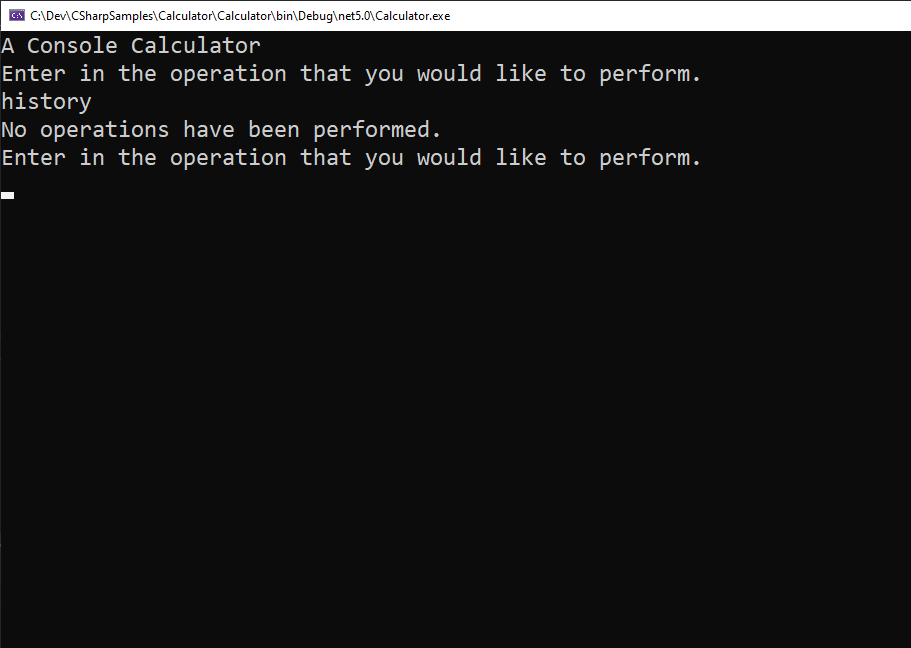 C:\Dev\CSharpSamples\Calculator\Calculator\bin\Debug\net5.0\Calculator.exe
A Console Calculator
Enter in the operation that you would like to perform.
history
No operations have been performed.
Enter in the operation that you would like to perform.